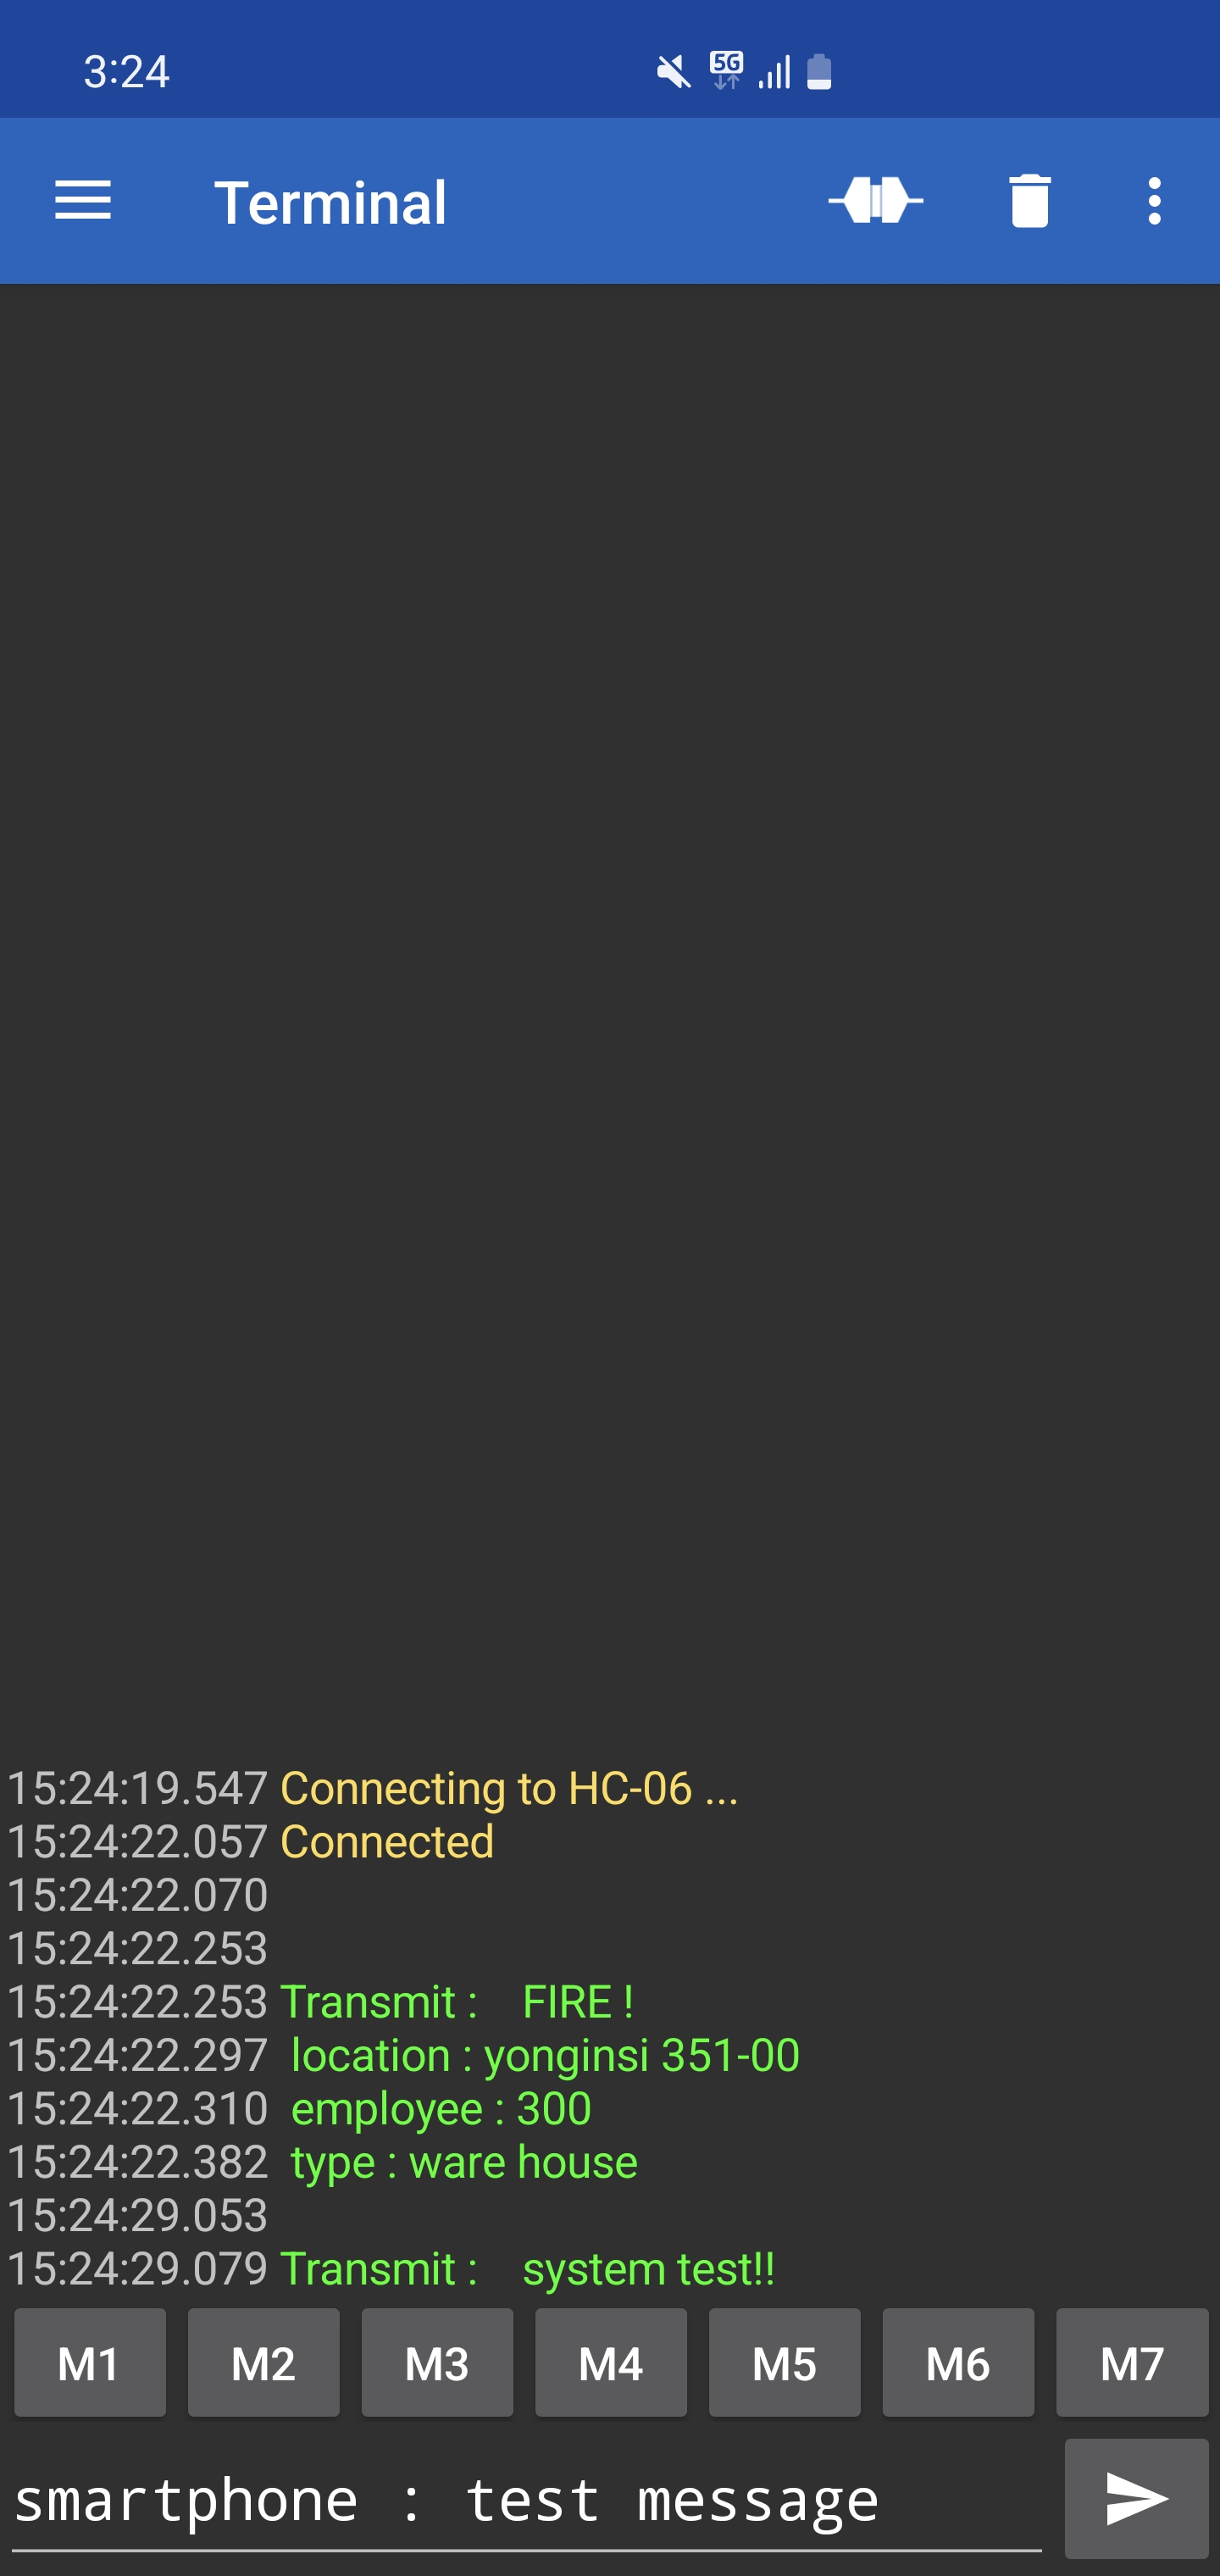 3:24
5G
Terminal
15:24:19.547 Connecting to HC-06 ...
15:24:22.057 Connected
15:24:22.070
15:24:22.253
15:24:22.253 Transmit :    FIRE !
15:24:22.297  location : yonginsi 351-00
15:24:22.310  employee : 300
15:24:22.382  type : ware house
15:24:29.053
15:24:29.079 Transmit :    system test!!
M1 M2 M3 M4 M5 M6 M7
smartphone : test message